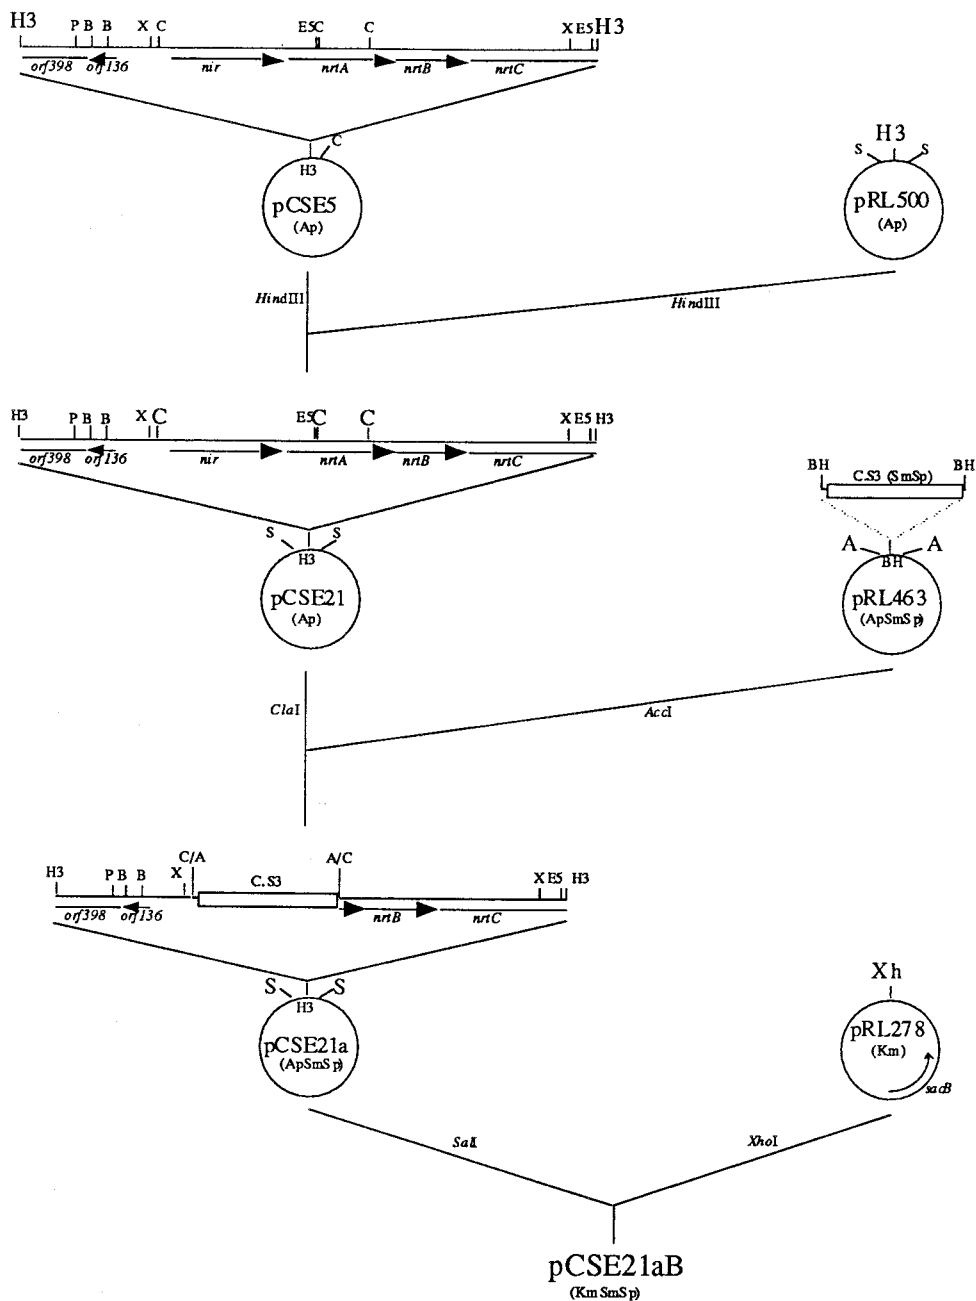 H3 P B B X C E5C C X E5 H3
orf398 orf136 nir nrtA nrtB nrtC
C
H3
pCSE5
(Ap)
H3
S S
pRL500
(Ap)
HindIII
HindIII
H3 P B B X C E5C C X E5 H3
orf398 orf136 nir nrtA nrtB nrtC
S S
H3
pCSE21
(Ap)
BH C.S3 (SmSp) BH
A A
BH
pRL463
(ApSmSp)
ClaI
AccI
C/A A/C
H3 P B B X C.S3 X E5 H3
orf398 orf136 nrtB nrtC
S S
H3
pCSE21a
(ApSmSp)
Xh
pRL278
(Km)
sacB
SalI
XhoI
pCSE21aB
(KmSmSp)